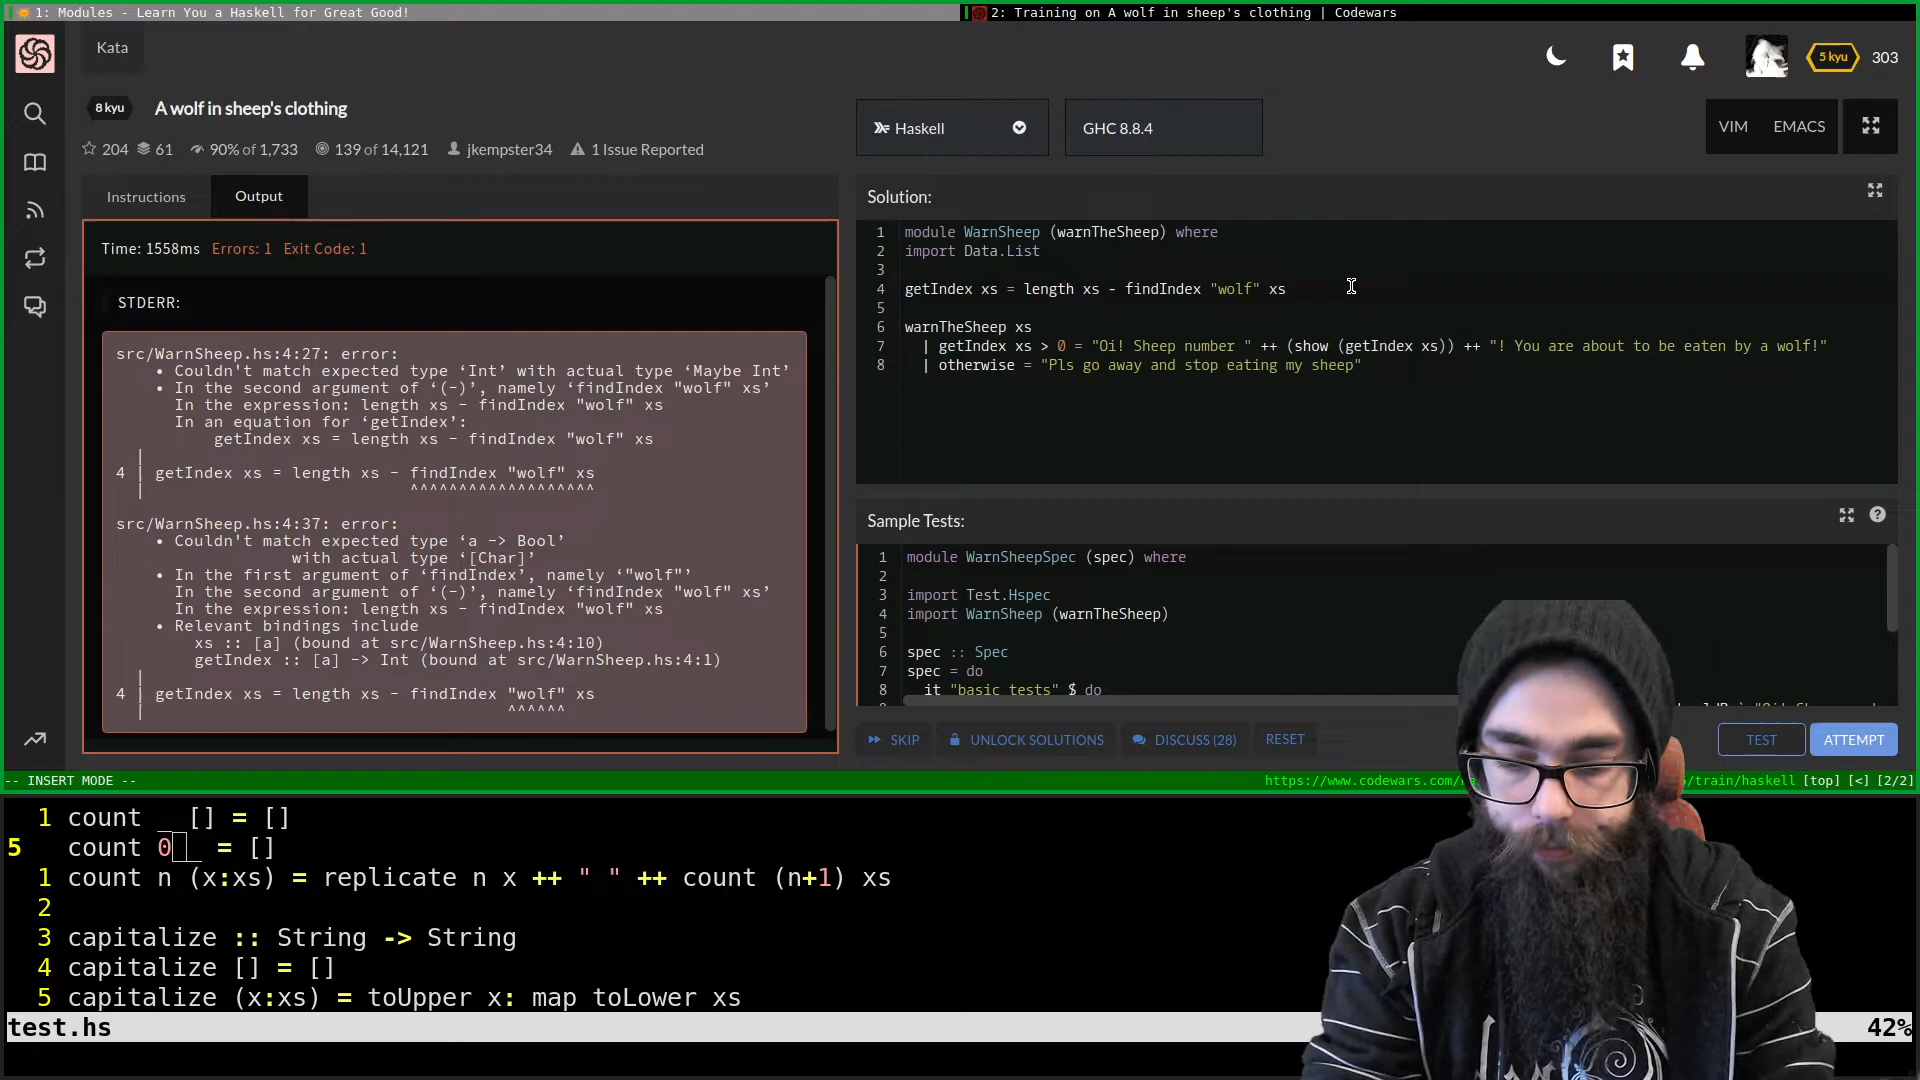 1: Modules - Learn You a Haskell for Great Good!
2: Training on A wolf in sheep's clothing | Codewars
Kata
5 kyu
303
8 kyu
A wolf in sheep's clothing
204
61
90% of 1,733
139 of 14,121
jkempster34
1 Issue Reported
Haskell
GHC 8.8.4
VIM
EMACS
Instructions
Output
Time: 1558ms Errors: 1 Exit Code: 1
STDERR:
src/WarnSheep.hs:4:27: error:
• Couldn't match expected type ‘Int’ with actual type ‘Maybe Int’
• In the second argument of ‘(-)’, namely ‘findIndex "wolf" xs’
In the expression: length xs - findIndex "wolf" xs
In an equation for ‘getIndex’:
getIndex xs = length xs - findIndex "wolf" xs
|
4 | getIndex xs = length xs - findIndex "wolf" xs
| ^^^^^^^^^^^^^^^^^^^
src/WarnSheep.hs:4:37: error:
• Couldn't match expected type ‘a -> Bool’
with actual type ‘[Char]’
• In the first argument of ‘findIndex’, namely ‘"wolf"’
In the second argument of ‘(-)’, namely ‘findIndex "wolf" xs’
In the expression: length xs - findIndex "wolf" xs
• Relevant bindings include
xs :: [a] (bound at src/WarnSheep.hs:4:10)
getIndex :: [a] -> Int (bound at src/WarnSheep.hs:4:1)
|
4 | getIndex xs = length xs - findIndex "wolf" xs
| ^^^^^^
Solution:
1 module WarnSheep (warnTheSheep) where
2 import Data.List
3
4 getIndex xs = length xs - findIndex "wolf" xs
5
6 warnTheSheep xs
7 | getIndex xs > 0 = "Oi! Sheep number " ++ (show (getIndex xs)) ++ "! You are about to be eaten by a wolf!"
8 | otherwise = "Pls go away and stop eating my sheep"
Sample Tests:
1 module WarnSheepSpec (spec) where
2
3 import Test.Hspec
4 import WarnSheep (warnTheSheep)
5
6 spec :: Spec
7 spec = do
8 it "basic tests" $ do
SKIP
UNLOCK SOLUTIONS
DISCUSS (28)
RESET
TEST
ATTEMPT
-- INSERT MODE --
https://www.codewars.com/
/train/haskell [top] [<] [2/2]
1 count _ [] = []
5 count 0 _ = []
1 count n (x:xs) = replicate n x ++ " " ++ count (n+1) xs
2
3 capitalize :: String -> String
4 capitalize [] = []
5 capitalize (x:xs) = toUpper x: map toLower xs
test.hs
42%